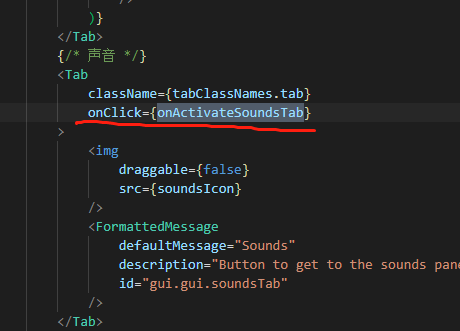 )}
</Tab>
{/* 声音 */}
<Tab
className={tabClassNames.tab}
onClick={onActivateSoundsTab}
>
<img
draggable={false}
src={soundsIcon}
/>
<FormattedMessage
defaultMessage="Sounds"
description="Button to get to the sounds pane
id="gui.gui.soundsTab"
/>
</Tab>